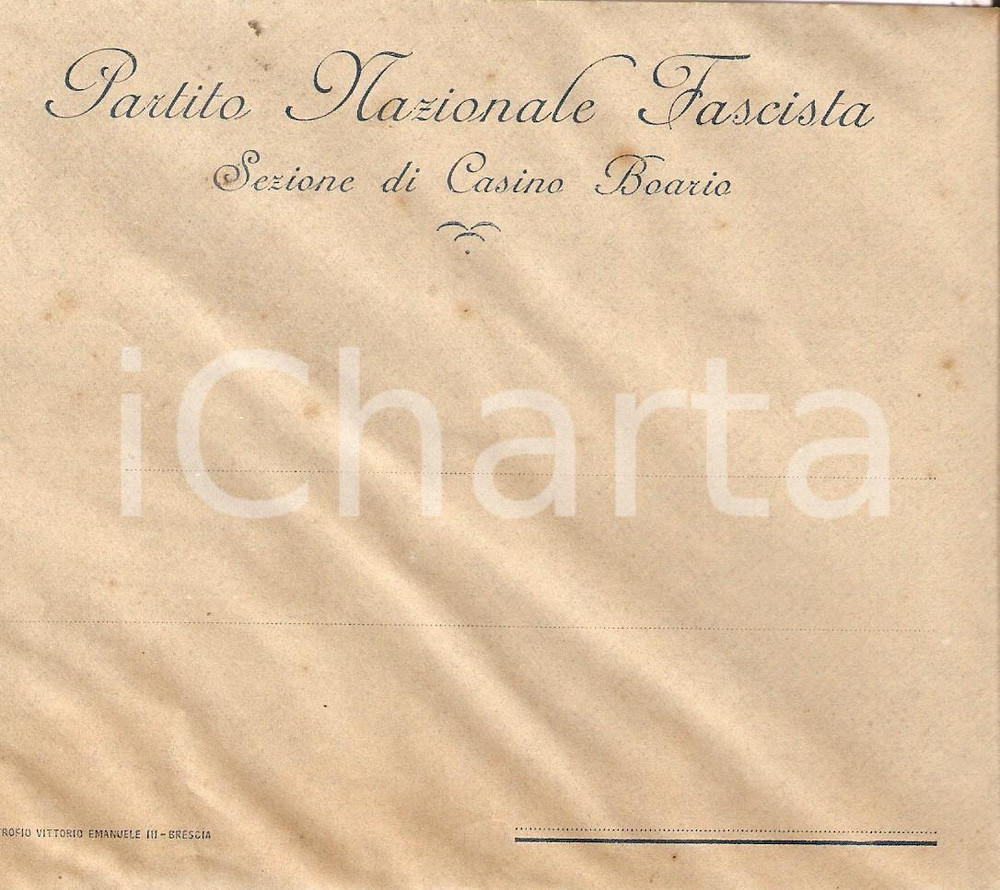 Partito Nazionale Fascista
Sezione di Casino Boario
iCharta
VITTORIO EMANUELE III - BRESCIA